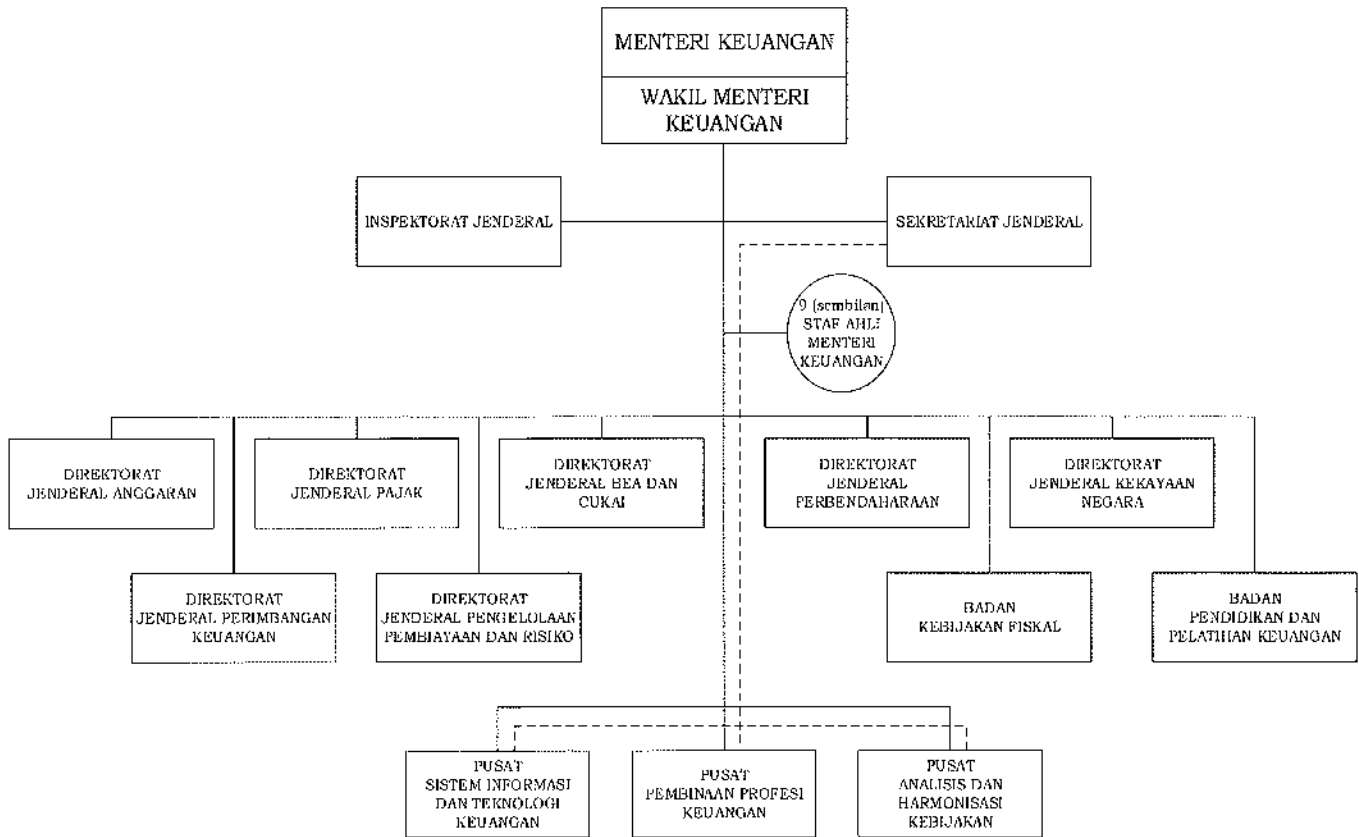 MENTERI KEUANGAN
WAKIL MENTERI
KEUANGAN
INSPEKTORAT JENDERAL
SEKRETARIAT JENDERAL
9 (sembilan)
STAF AHLI
MENTERI
KEUANGAN
DIREKTORAT
JENDERAL ANGGARAN
DIREKTORAT
JENDERAL PAJAK
DIREKTORAT
JENDERAL BEA DAN
CUKAI
DIREKTORAT
JENDERAL
PERBENDAHARAAN
DIREKTORAT
JENDERAL KEKAYAAN
NEGARA
DIREKTORAT
JENDERAL PERIMBANGAN
KEUANGAN
DIREKTORAT
JENDERAL PENGELOLAAN
PEMBIAYAAN DAN RISIKO
BADAN
KEBIJAKAN FISKAL
BADAN
PENDIDIKAN DAN
PELATIHAN KEUANGAN
PUSAT
SISTEM INFORMASI
DAN TEKNOLOGI
KEUANGAN
PUSAT
PEMBINAAN PROFESI
KEUANGAN
PUSAT
ANALISIS DAN
HARMONISASI
KEBIJAKAN